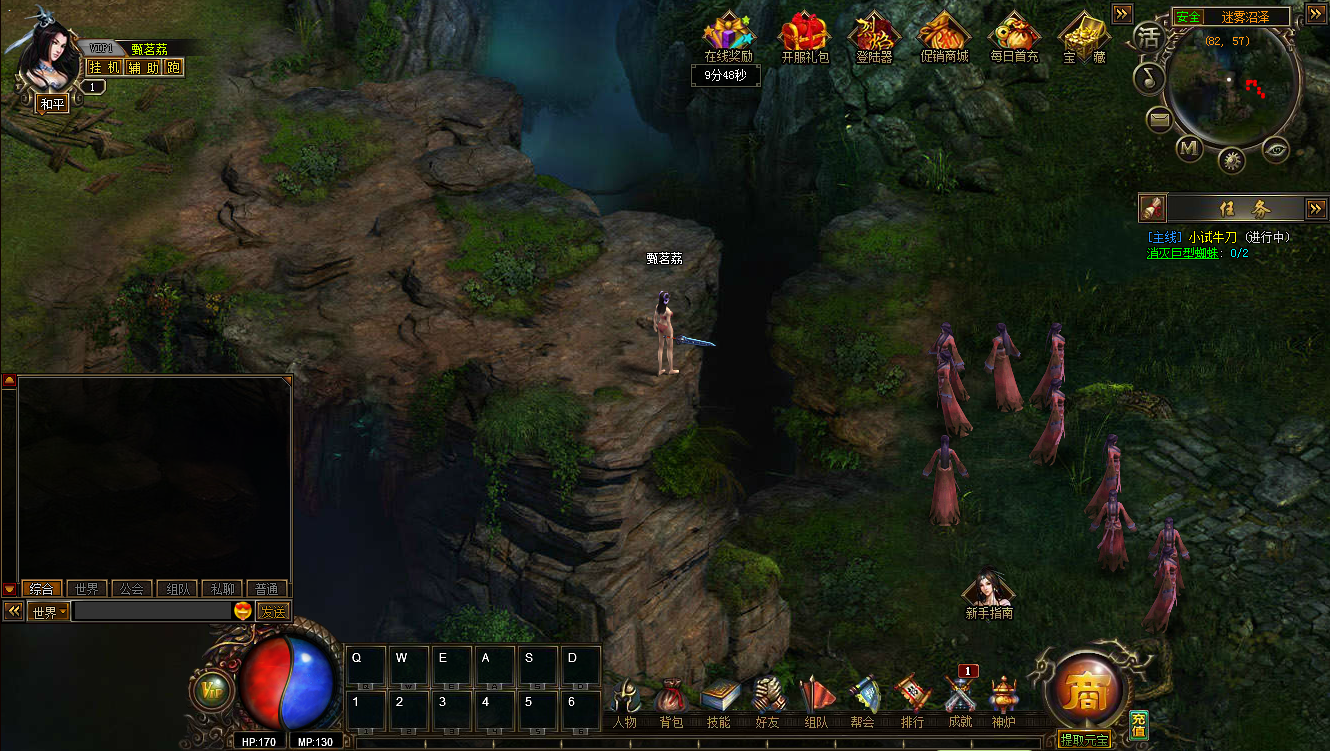 VIP1 甄茗荔
挂机 辅助 跑
1
和平
在线奖励
9分48秒
开服礼包
登陆器
促销商城
每日首充
宝藏
安全 迷雾沼泽
(82, 57)
活
M
任务
[主线] 小试牛刀 (进行中)
消灭巨型蜘蛛: 0/2
甄茗荔
新手指南
综合 世界 公会 组队 私聊 普通
世界 发送
VIP
HP:170 MP:130
Q W E A S D
1 2 3 4 5 6
人物 背包 技能 好友 组队 帮会 排行 成就 神炉
1
商
提取元宝
充值